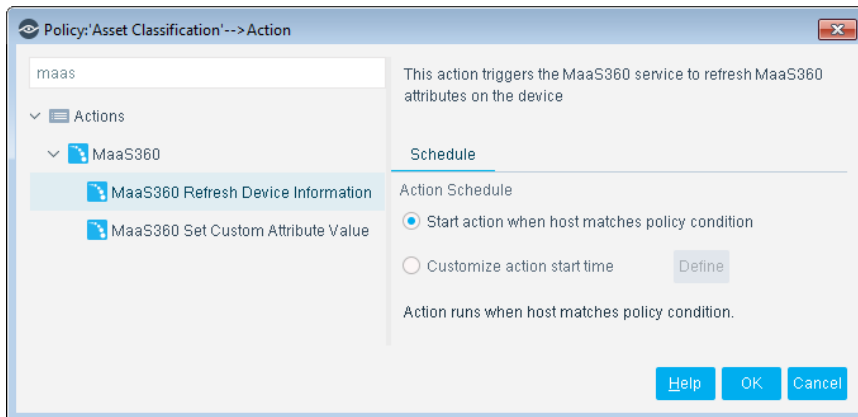 Policy:'Asset Classification'-->Action
maas
Actions
MaaS360
MaaS360 Refresh Device Information
MaaS360 Set Custom Attribute Value
This action triggers the MaaS360 service to refresh MaaS360
attributes on the device
Schedule
Action Schedule
Start action when host matches policy condition
Customize action start time
Define
Action runs when host matches policy condition.
Help
OK
Cancel